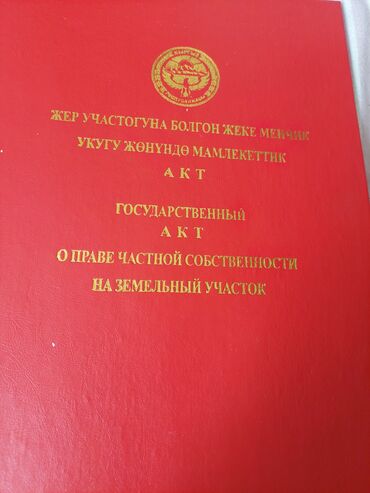 ЖЕР УЧАСТОГУНА БОЛГОН ЖЕКЕ МЕНЧИК
УКУГУ ЖӨНҮНДӨ МАМЛЕКЕТТИК
АКТ
ГОСУДАРСТВЕННЫЙ
АКТ
О ПРАВЕ ЧАСТНОЙ СОБСТВЕННОСТИ
НА ЗЕМЕЛЬНЫЙ УЧАСТОК